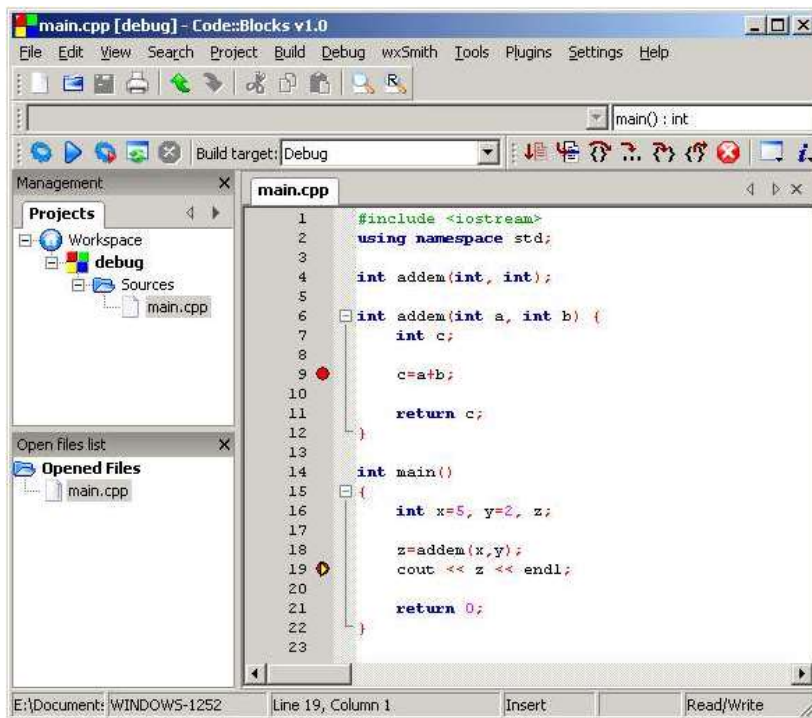 main.cpp [debug] - Code::Blocks v1.0
File Edit View Search Project Build Debug wxSmith Tools Plugins Settings Help
main() : int
Build target: Debug
Management
main.cpp
Projects
Workspace
debug
Sources
main.cpp
Open files list
Opened Files
main.cpp
1 #include <iostream>
2 using namespace std;
3
4 int addem(int, int);
5
6 int addem(int a, int b) {
7 int c;
8
9 c=a+b;
10
11 return c;
12 }
13
14 int main()
15 {
16 int x=5, y=2, z;
17
18 z=addem(x,y);
19 cout << z << endl;
20
21 return 0;
22 }
23
E:\Document: WINDOWS-1252 Line 19, Column 1 Insert Read/Write